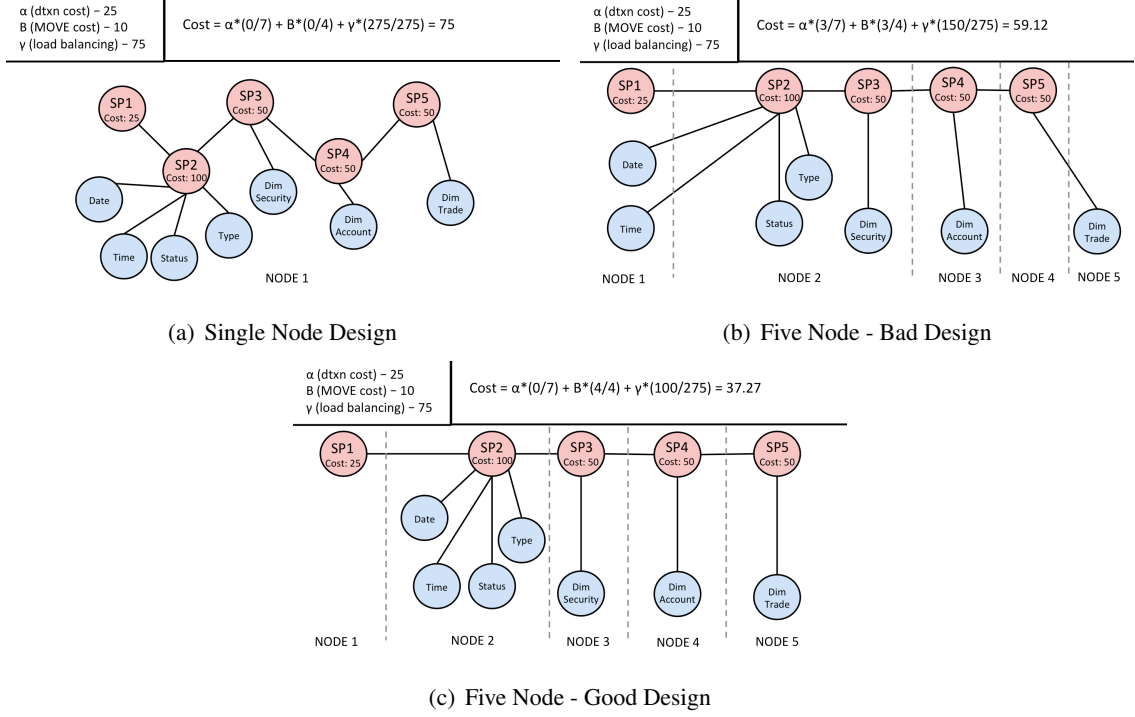 α (dtxn cost) – 25
B (MOVE cost) – 10
γ (load balancing) – 75
Cost = α*(0/7) + B*(0/4) + γ*(275/275) = 75
SP1
Cost: 25
SP3
Cost: 50
SP5
Cost: 50
SP2
Cost: 100
SP4
Cost: 50
Date
Dim
Security
Dim
Trade
Time
Status
Type
Dim
Account
NODE 1
(a) Single Node Design
α (dtxn cost) – 25
B (MOVE cost) – 10
γ (load balancing) – 75
Cost = α*(3/7) + B*(3/4) + γ*(150/275) = 59.12
SP1
Cost: 25
SP2
Cost: 100
SP3
Cost: 50
SP4
Cost: 50
SP5
Cost: 50
Date
Type
Time
Status
Dim
Security
Dim
Account
Dim
Trade
NODE 1
NODE 2
NODE 3
NODE 4
NODE 5
(b) Five Node - Bad Design
α (dtxn cost) – 25
B (MOVE cost) – 10
γ (load balancing) – 75
Cost = α*(0/7) + B*(4/4) + γ*(100/275) = 37.27
SP1
Cost: 25
SP2
Cost: 100
SP3
Cost: 50
SP4
Cost: 50
SP5
Cost: 50
Date
Type
Time
Status
Dim
Security
Dim
Account
Dim
Trade
NODE 1
NODE 2
NODE 3
NODE 4
NODE 5
(c) Five Node - Good Design